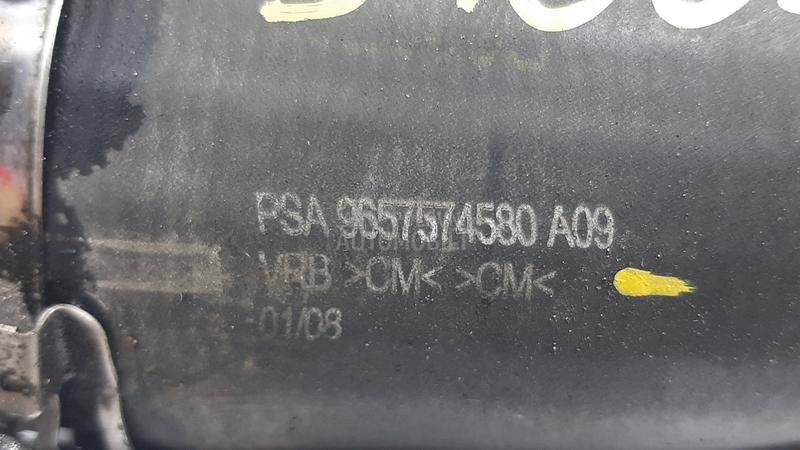 PSA 9657574580 A09
VRB >CM< >CM<
01/08